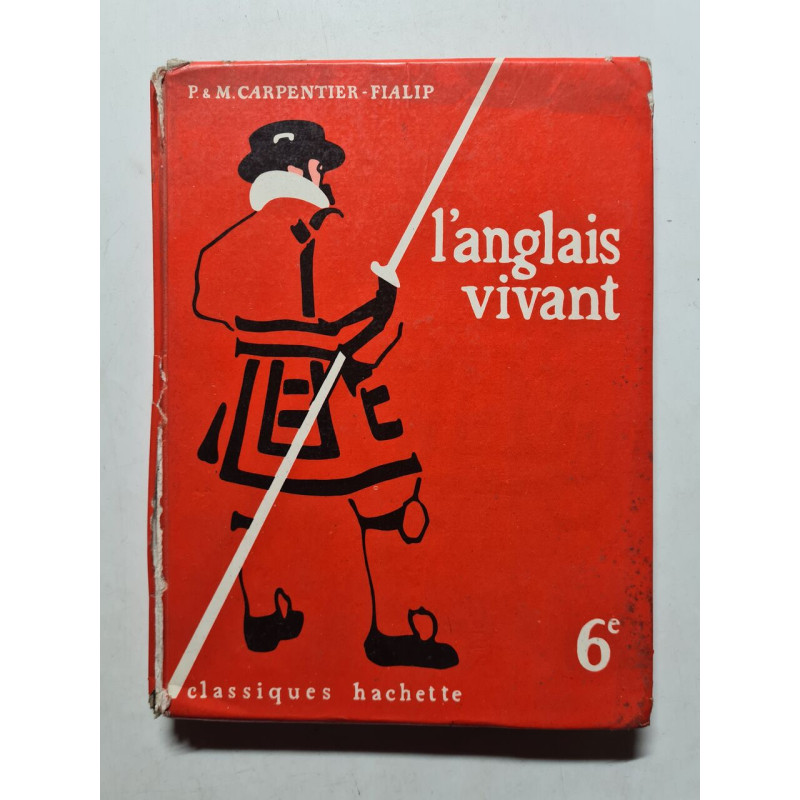 P. & M. CARPENTIER - FIALIP
l'anglais
vivant
6e
classiques hachette